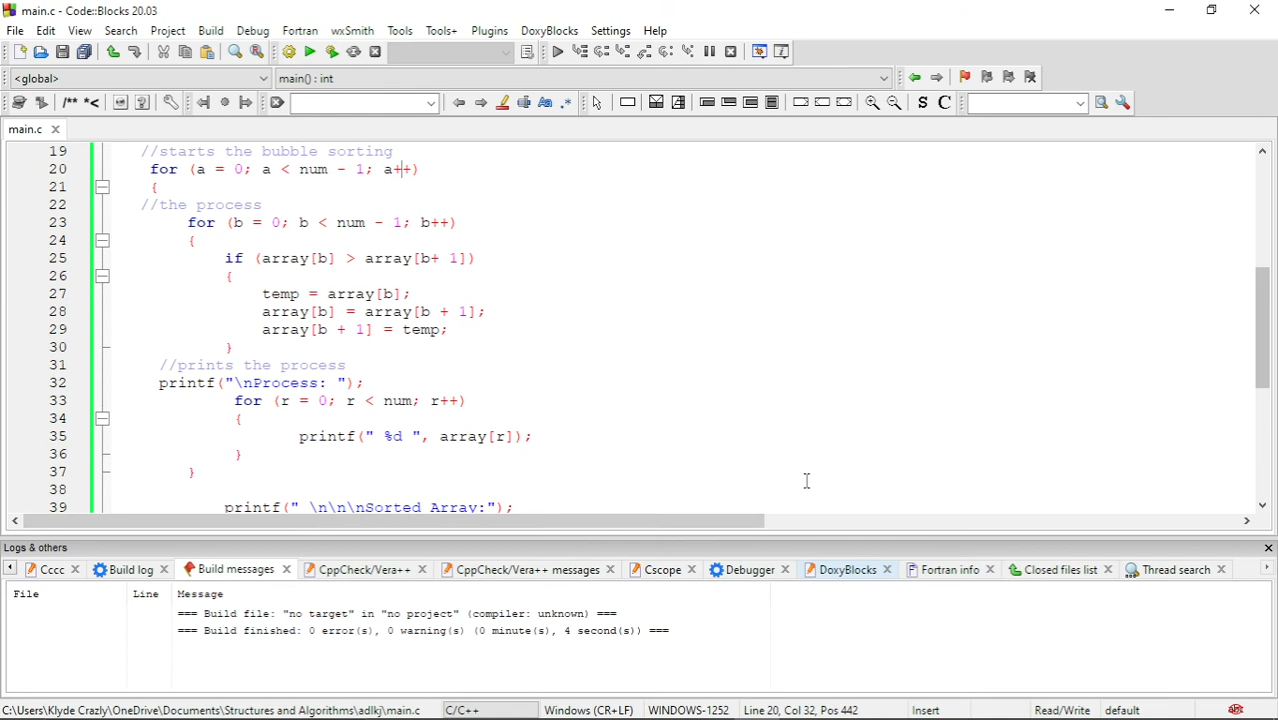 main.c - Code::Blocks 20.03
File Edit View Search Project Build Debug Fortran wxSmith Tools Tools+ Plugins DoxyBlocks Settings Help
<global> main() : int
/** *< Aa .* S C
main.c
19 //starts the bubble sorting
20 for (a = 0; a < num - 1; a++)
21 {
22 //the process
23 for (b = 0; b < num - 1; b++)
24 {
25 if (array[b] > array[b+ 1])
26 {
27 temp = array[b];
28 array[b] = array[b + 1];
29 array[b + 1] = temp;
30 }
31 //prints the process
32 printf("\nProcess: ");
33 for (r = 0; r < num; r++)
34 {
35 printf(" %d ", array[r]);
36 }
37 }
38
39 printf(" \n\n\nSorted Array:");
Logs & others
Cccc Build log Build messages CppCheck/Vera++ CppCheck/Vera++ messages Cscope Debugger DoxyBlocks Fortran info Closed files list Thread search
File Line Message
=== Build file: "no target" in "no project" (compiler: unknown) ===
=== Build finished: 0 error(s), 0 warning(s) (0 minute(s), 4 second(s)) ===
C:\Users\Klyde Crazly\OneDrive\Documents\Structures and Algorithms\adlkj\main.c C/C++ Windows (CR+LF) WINDOWS-1252 Line 20, Col 32, Pos 442 Insert Read/Write default